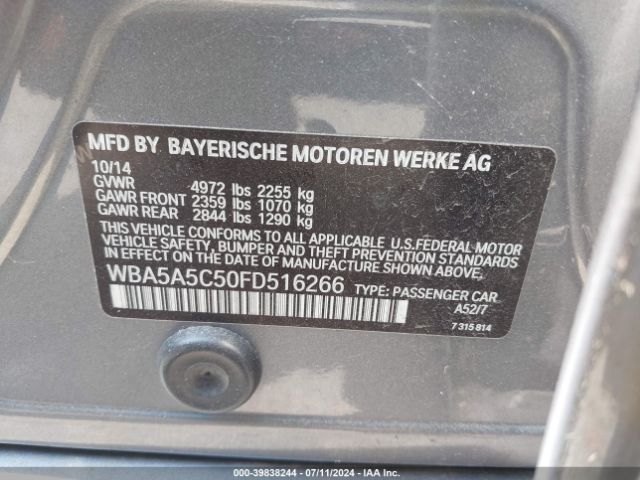 MFD BY BAYERISCHE MOTOREN WERKE AG
10/14
GVWR 4972 lbs 2255 kg
GAWR FRONT 2359 lbs 1070 kg
GAWR REAR 2844 lbs 1290 kg
THIS VEHICLE CONFORMS TO ALL APPLICABLE U.S.FEDERAL MOTOR
VEHICLE SAFETY, BUMPER AND THEFT PREVENTION STANDARDS
IN EFFECT ON THE DATE OF MANUFACTURE SHOWN ABOVE.
WBA5A5C50FD516266 TYPE: PASSENGER CAR
A52/7
7 315 814
000-39838244 - 07/11/2024 - IAA Inc.